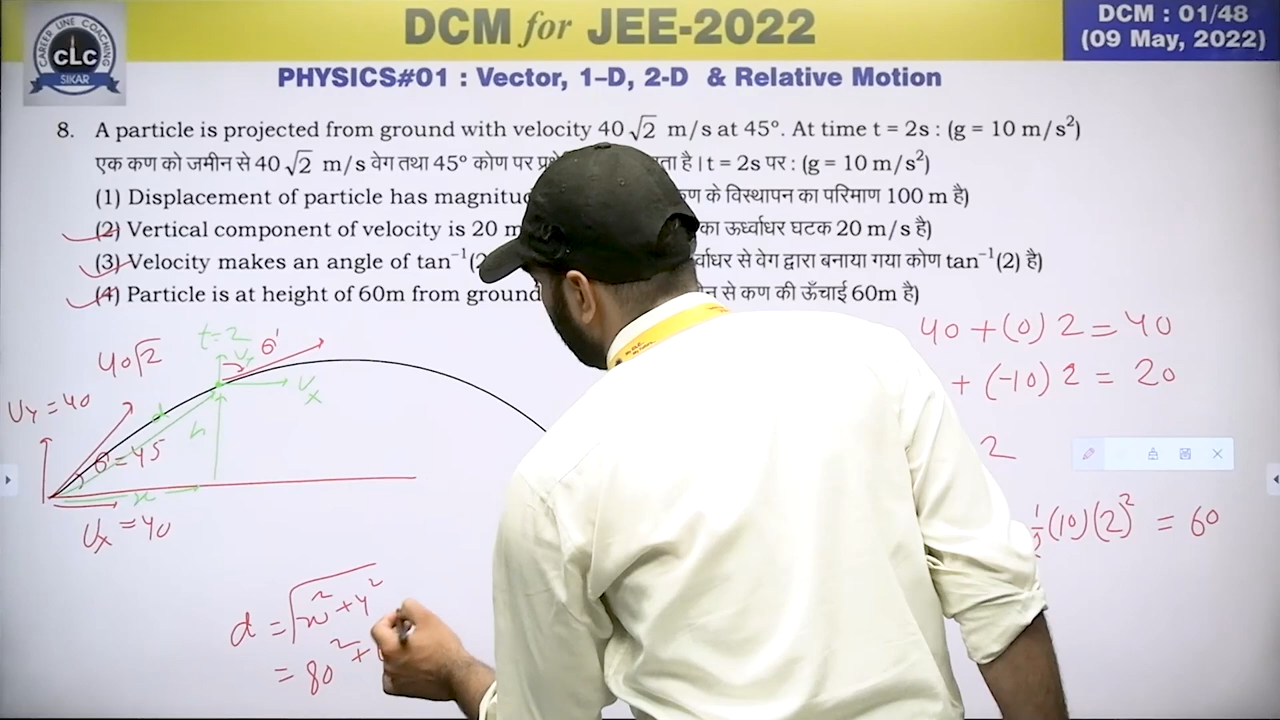 DCM for JEE-2022
DCM : 01/48
(09 May, 2022)
CAREER LINE COACHING
CLC
SIKAR
PHYSICS#01 : Vector, 1-D, 2-D & Relative Motion
8. A particle is projected from ground with velocity 40√2 m/s at 45°. At time t = 2s : (g = 10 m/s²)
एक कण को जमीन से 40√2 m/s वेग तथा 45° कोण पर है। t = 2s पर : (g = 10 m/s²)
(1) Displacement of particle has कण के विस्थापन का परिमाण 100 m है)
(2) Vertical component of velocity is 20 का ऊर्ध्वाधर घटक 20 m/s है)
(3) Velocity makes an angle of tan⁻¹(2 से वेग द्वारा बनाया गया कोण tan⁻¹(2) है)
(4) Particle is at height of 60m from ground से कण की ऊँचाई 60m है)
40√2
t=2
Vy
θ'
Vx
Uy = 40
d
h
θ=45
x
Ux = 40
40 + (0) 2 = 40
+ (-10) 2 = 20
2
½(10)(2)² = 60
d = √x²+y²
= 80² +